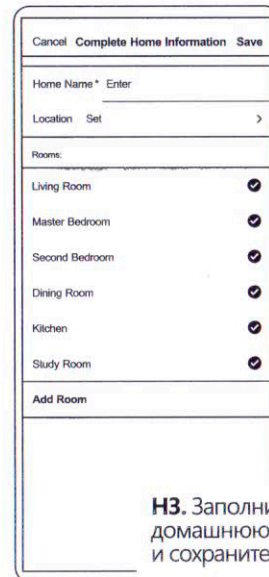 Cancel Complete Home Information Save
Home Name* Enter
Location Set >
Rooms:
Living Room
Master Bedroom
Second Bedroom
Dining Room
Kitchen
Study Room
Add Room
Н3. Заполни
домашнюю
и сохраните